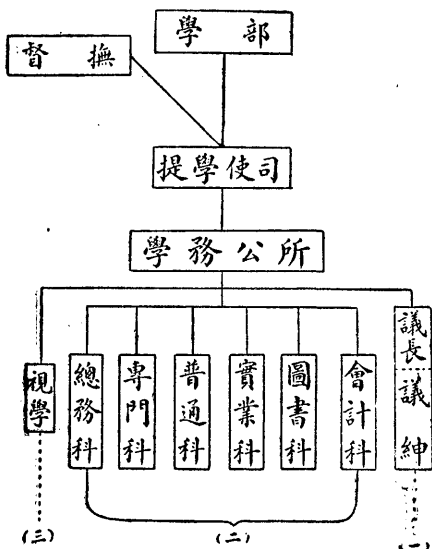 學部
督撫
提學使司
學務公所
視學
總務科
專門科
普通科
實業科
圖書科
會計科
議長
議紳
(三)
(二)
(一)